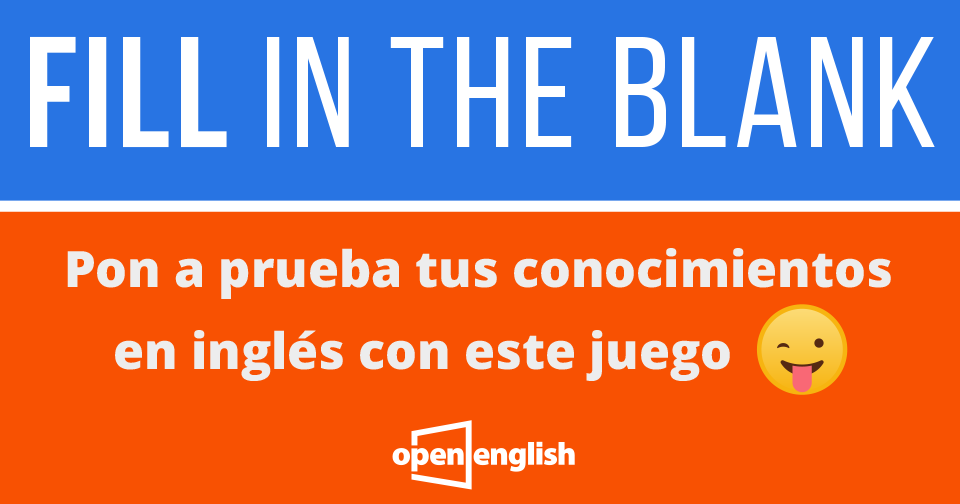 FILL IN THE BLANK
Pon a prueba tus conocimientos
en inglés con este juego
open english